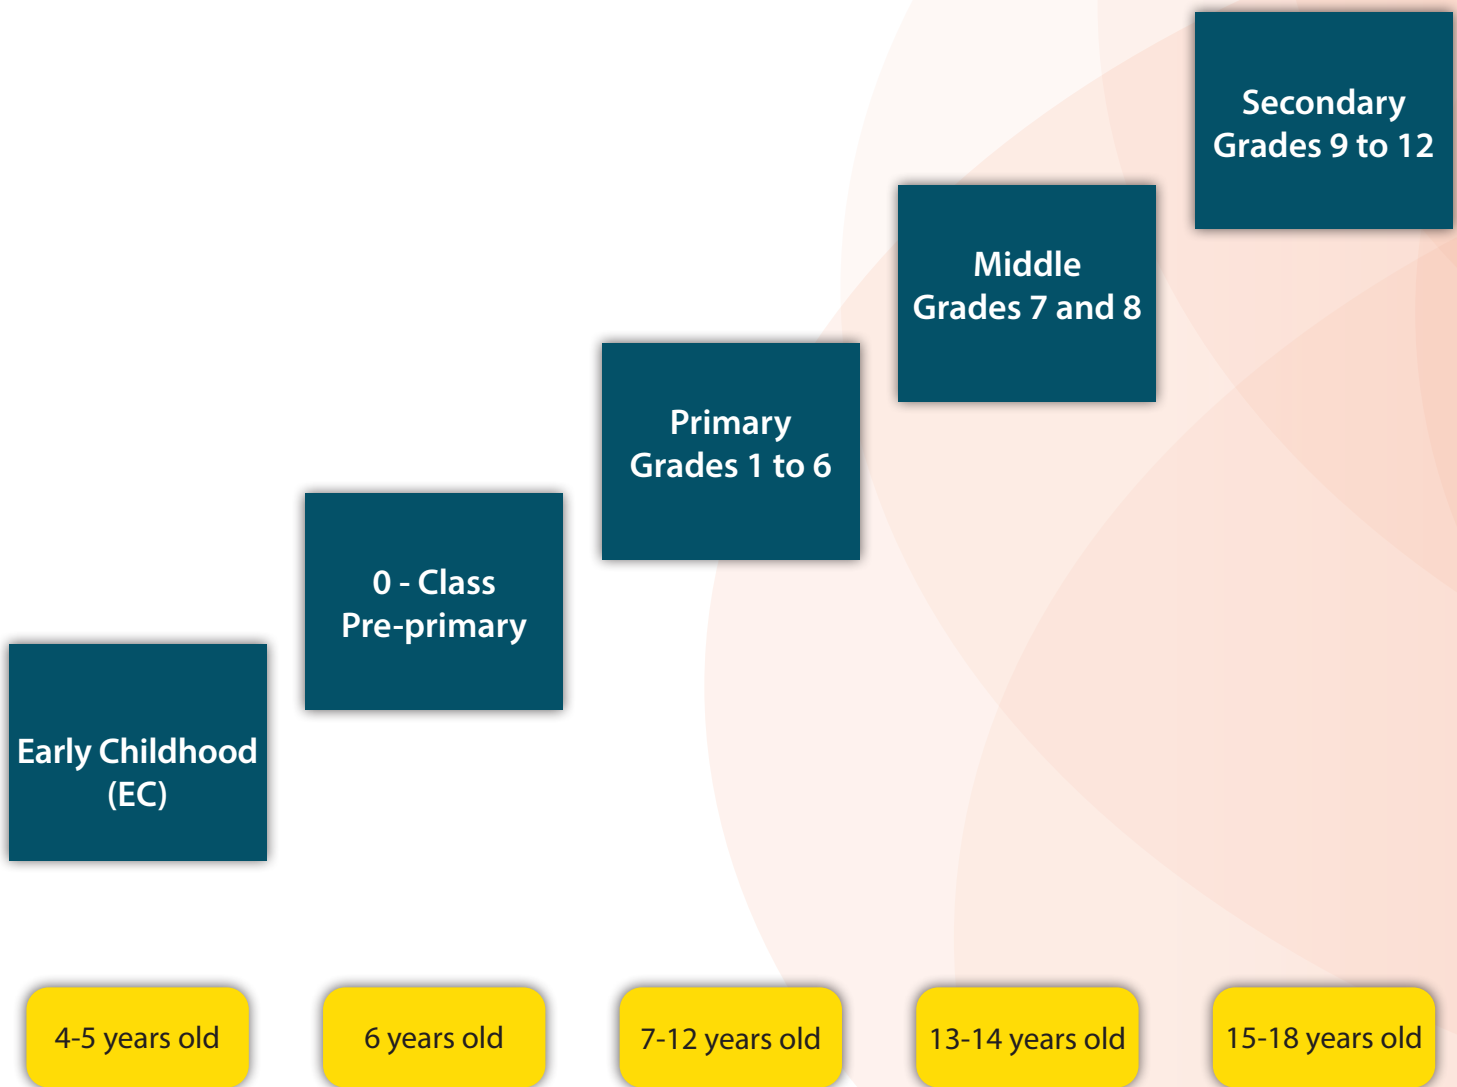 Secondary
Grades 9 to 12
Middle
Grades 7 and 8
Primary
Grades 1 to 6
0 - Class
Pre-primary
Early Childhood
(EC)
4-5 years old
6 years old
7-12 years old
13-14 years old
15-18 years old